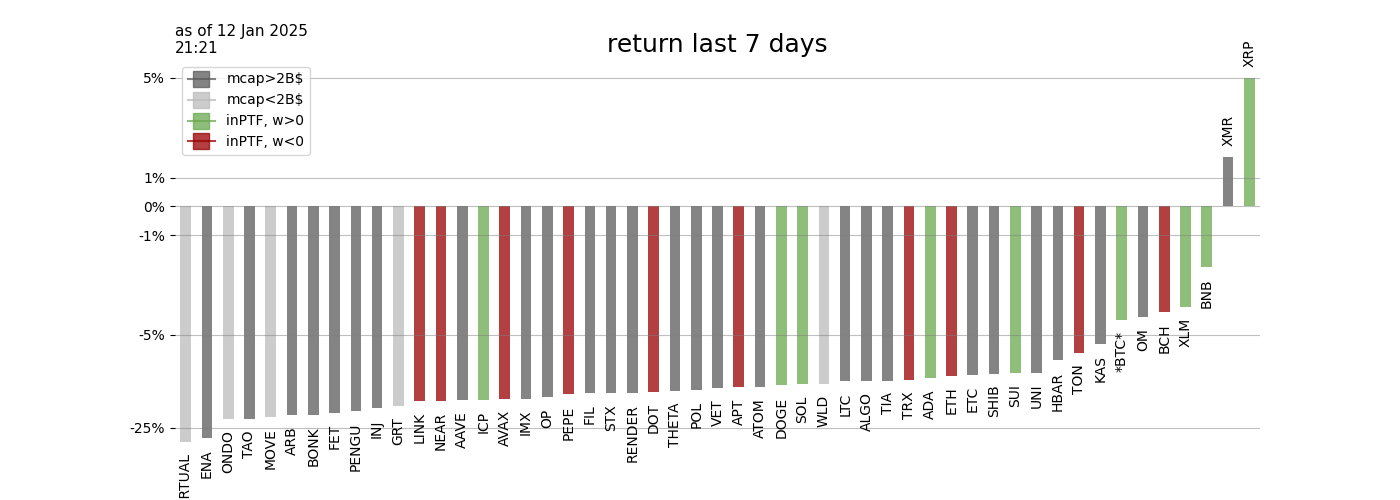 as of 12 Jan 2025
21:21
return last 7 days
mcap>2B$
mcap<2B$
inPTF, w>0
inPTF, w<0
5%
1%
0%
-1%
-5%
-25%
RTUAL
ENA
ONDO
TAO
MOVE
ARB
BONK
FET
PENGU
INJ
GRT
LINK
NEAR
AAVE
ICP
AVAX
IMX
OP
PEPE
FIL
STX
RENDER
DOT
THETA
POL
VET
APT
ATOM
DOGE
SOL
WLD
LTC
ALGO
TIA
TRX
ADA
ETH
ETC
SHIB
SUI
UNI
HBAR
TON
KAS
*BTC*
OM
BCH
XLM
BNB
XMR
XRP